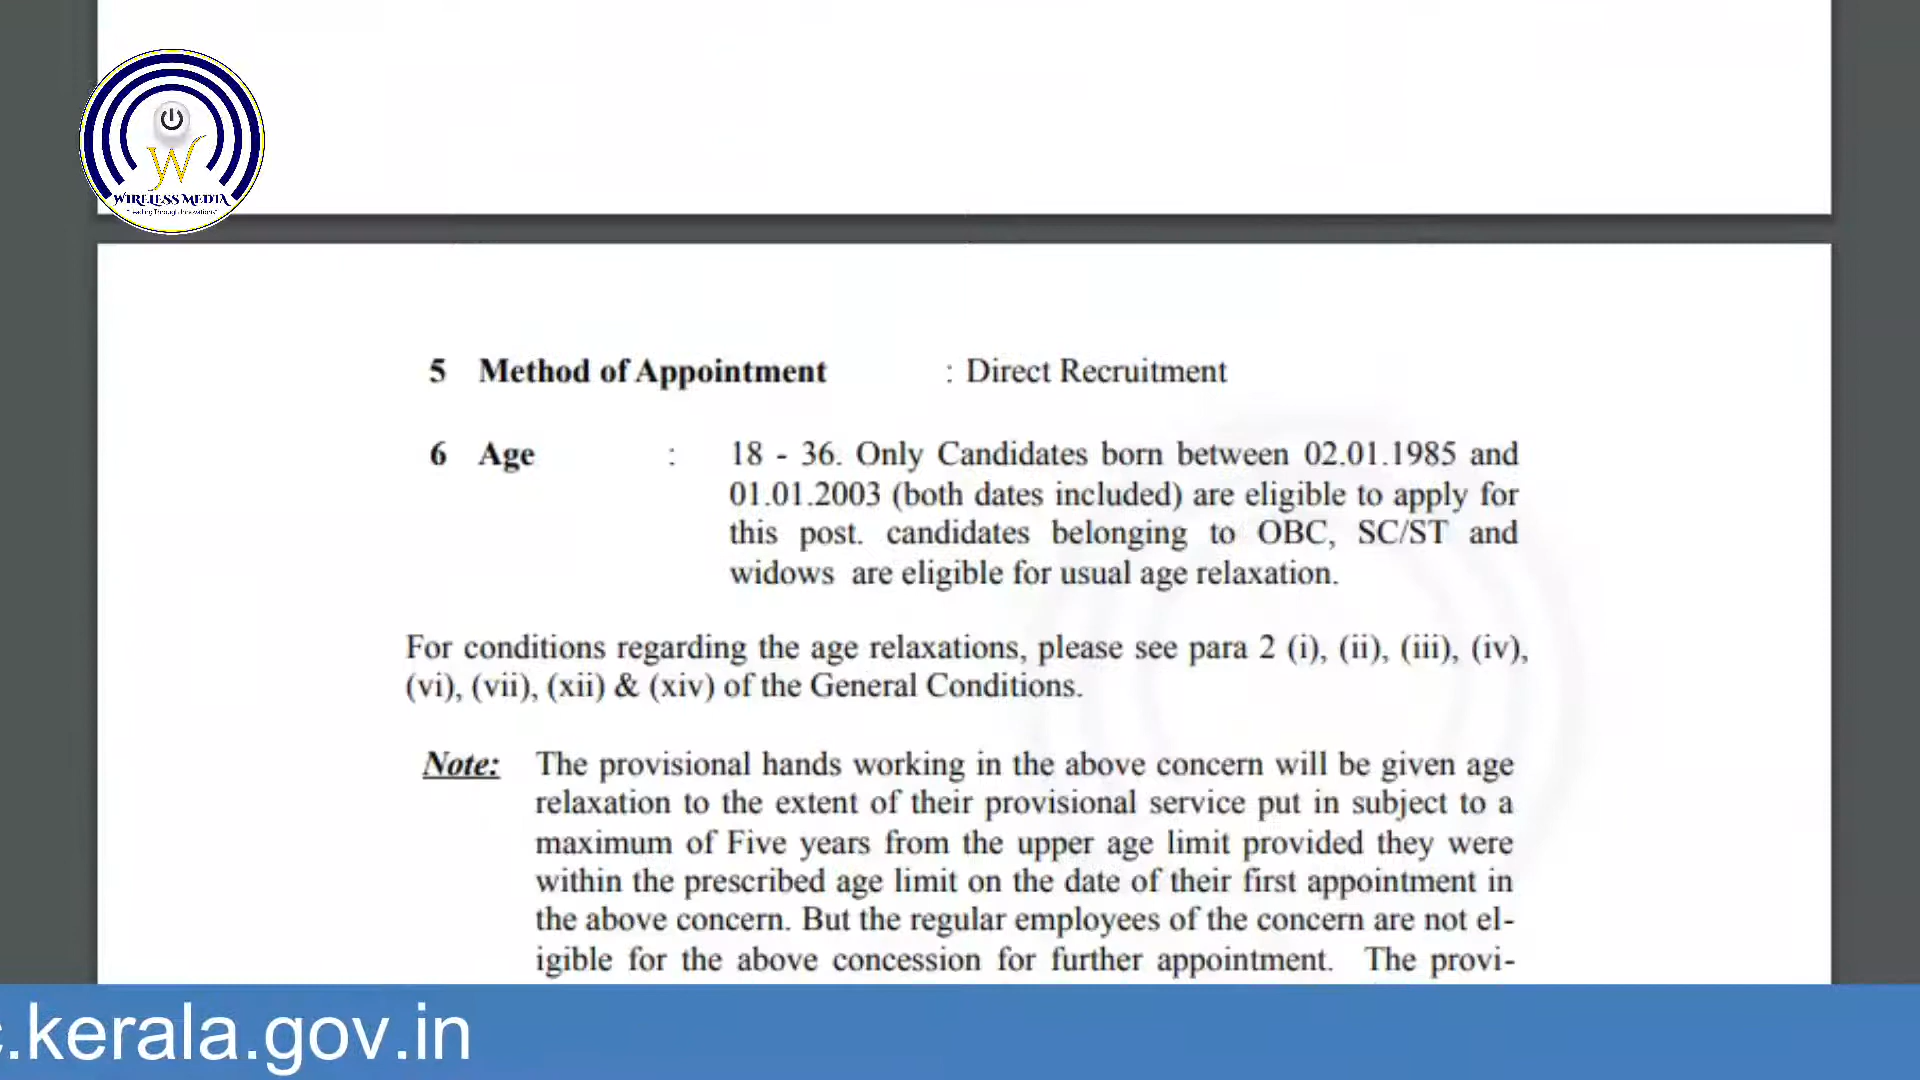 WIRELESS MEDIA
"Leading Through Innovations"
5 Method of Appointment : Direct Recruitment
6 Age : 18 - 36. Only Candidates born between 02.01.1985 and
01.01.2003 (both dates included) are eligible to apply for
this post. candidates belonging to OBC, SC/ST and
widows are eligible for usual age relaxation.
For conditions regarding the age relaxations, please see para 2 (i), (ii), (iii), (iv),
(vi), (vii), (xii) & (xiv) of the General Conditions.
Note: The provisional hands working in the above concern will be given age
relaxation to the extent of their provisional service put in subject to a
maximum of Five years from the upper age limit provided they were
within the prescribed age limit on the date of their first appointment in
the above concern. But the regular employees of the concern are not el-
igible for the above concession for further appointment. The provi-
.kerala.gov.in